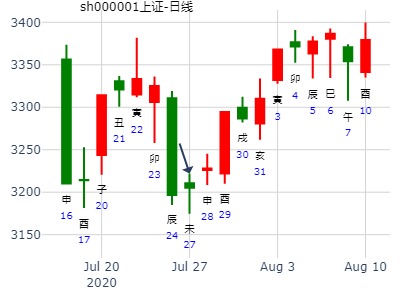 sh000001上证-日线
3400
3350
3300
3250
3200
3150
申
16
酉
17
子
20
丑
21
寅
22
卯
23
辰
24
未
27
申
28
酉
29
戌
30
亥
31
寅
3
卯
4
辰
5
巳
6
午
7
酉
10
Jul 20
2020
Jul 27
Aug 3
Aug 10